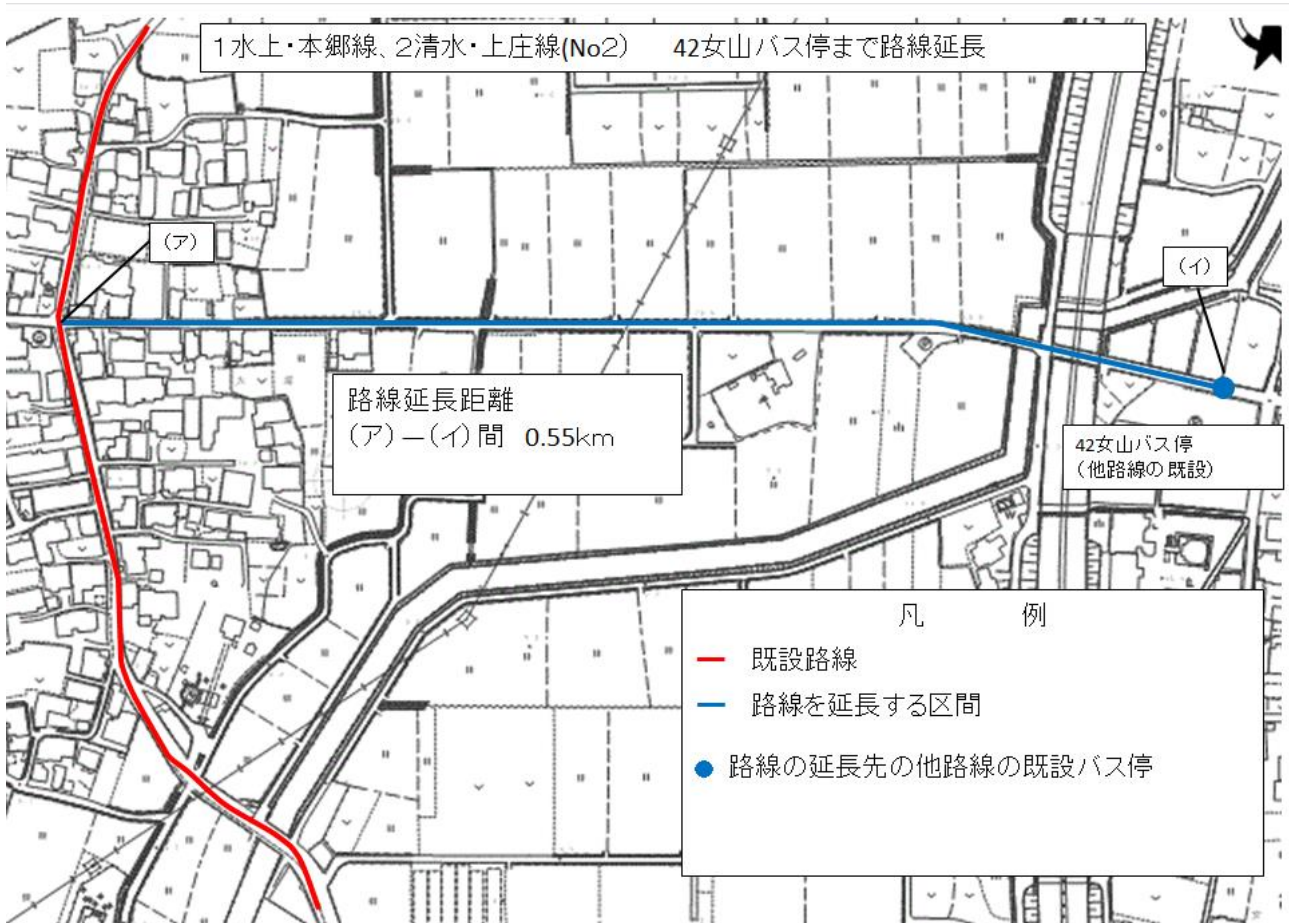 1水上・本郷線、2清水・上庄線(No2)　42女山バス停まで路線延長
(ア)
(イ)
路線延長距離
(ア)－(イ)間　0.55km
42女山バス停
(他路線の既設)
凡　例
既設路線
路線を延長する区間
路線の延長先の他路線の既設バス停